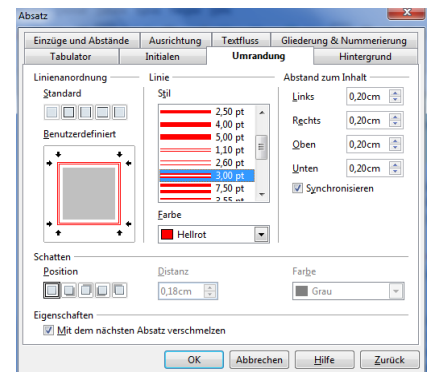 Absatz
Einzüge und Abstände Ausrichtung Textfluss Gliederung & Nummerierung
Tabulator Initialen Umrandung Hintergrund
Linienanordnung Linie Abstand zum Inhalt
Standard Stil Links 0,20cm
2,50 pt
4,00 pt
Rechts 0,20cm
5,00 pt
Benutzerdefiniert
1,10 pt
Oben 0,20cm
2,60 pt
3,00 pt
Unten 0,20cm
7,50 pt
Synchronisieren
3,55 pt
Farbe
Hellrot
Schatten
Position Distanz Farbe
0,18cm Grau
Eigenschaften
Mit dem nächsten Absatz verschmelzen
OK Abbrechen Hilfe Zurück